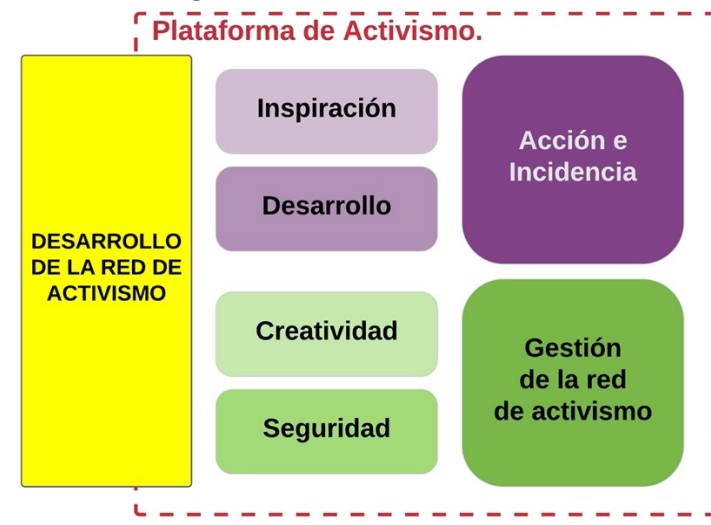 Plataforma de Activismo.
DESARROLLO
DE LA RED DE
ACTIVISMO
Inspiración
Desarrollo
Creatividad
Seguridad
Acción e
Incidencia
Gestión
de la red
de activismo